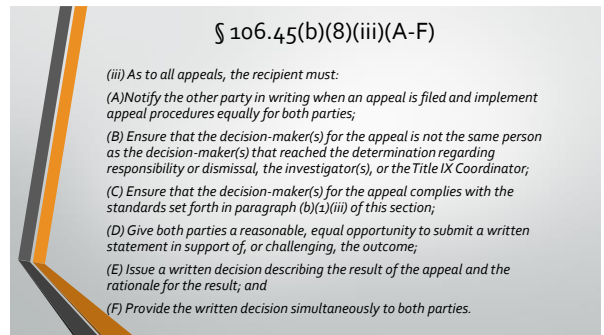 § 106.45(b)(8)(iii)(A-F)
(iii) As to all appeals, the recipient must:
(A)Notify the other party in writing when an appeal is filed and implement
appeal procedures equally for both parties;
(B) Ensure that the decision-maker(s) for the appeal is not the same person
as the decision-maker(s) that reached the determination regarding
responsibility or dismissal, the investigator(s), or the Title IX Coordinator;
(C) Ensure that the decision-maker(s) for the appeal complies with the
standards set forth in paragraph (b)(1)(iii) of this section;
(D) Give both parties a reasonable, equal opportunity to submit a written
statement in support of, or challenging, the outcome;
(E) Issue a written decision describing the result of the appeal and the
rationale for the result; and
(F) Provide the written decision simultaneously to both parties.